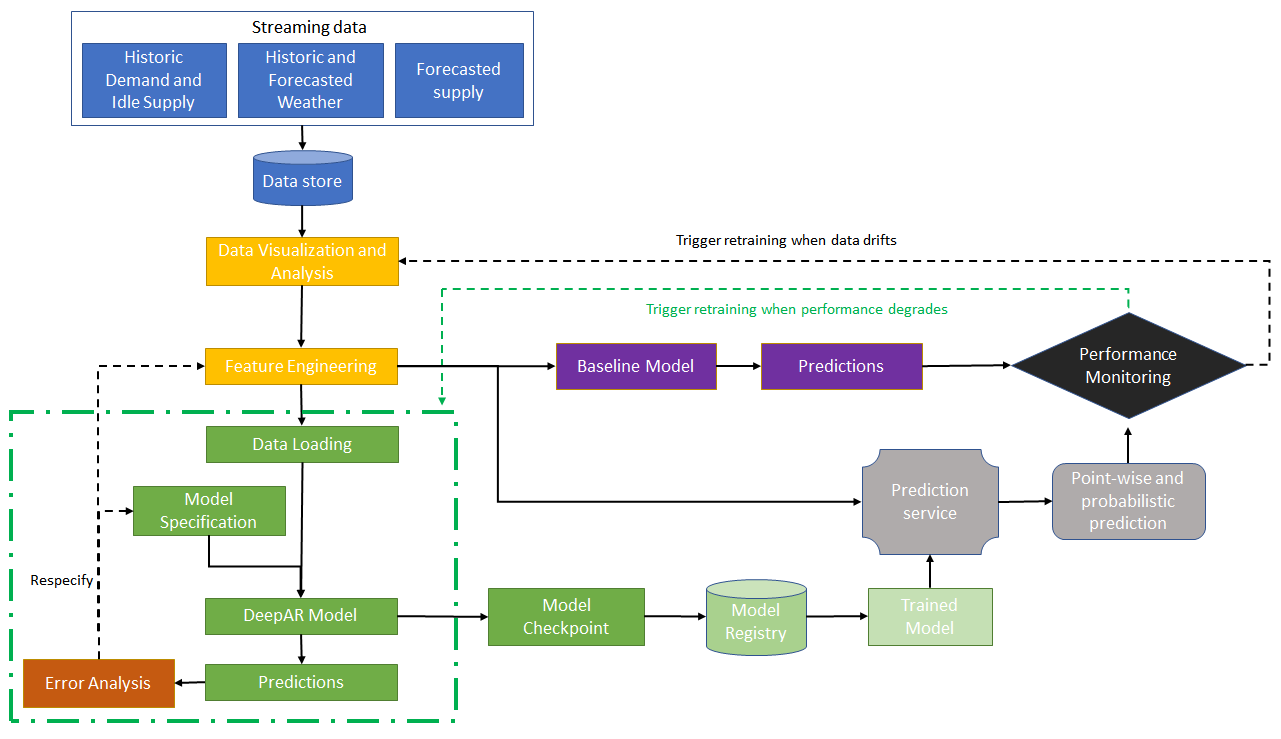 Streaming data
Historic
Demand and
Idle Supply
Historic and
Forecasted
Weather
Forecasted
supply
Data store
Data Visualization and
Analysis
Trigger retraining when data drifts
Trigger retraining when performance degrades
Feature Engineering
Baseline Model
Predictions
Performance
Monitoring
Data Loading
Model
Specification
Prediction
service
Point-wise and
probabilistic
prediction
Respecify
DeepAR Model
Model
Checkpoint
Model
Registry
Trained
Model
Error Analysis
Predictions